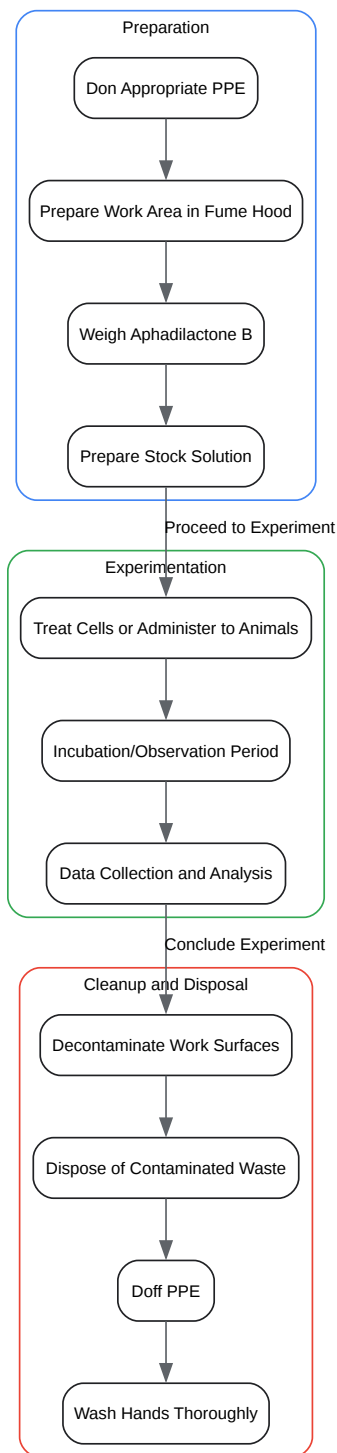 Preparation
Don Appropriate PPE
Prepare Work Area in Fume Hood
Weigh Aphadilactone B
Prepare Stock Solution
Proceed to Experiment
Experimentation
Treat Cells or Administer to Animals
Incubation/Observation Period
Data Collection and Analysis
Conclude Experiment
Cleanup and Disposal
Decontaminate Work Surfaces
Dispose of Contaminated Waste
Doff PPE
Wash Hands Thoroughly